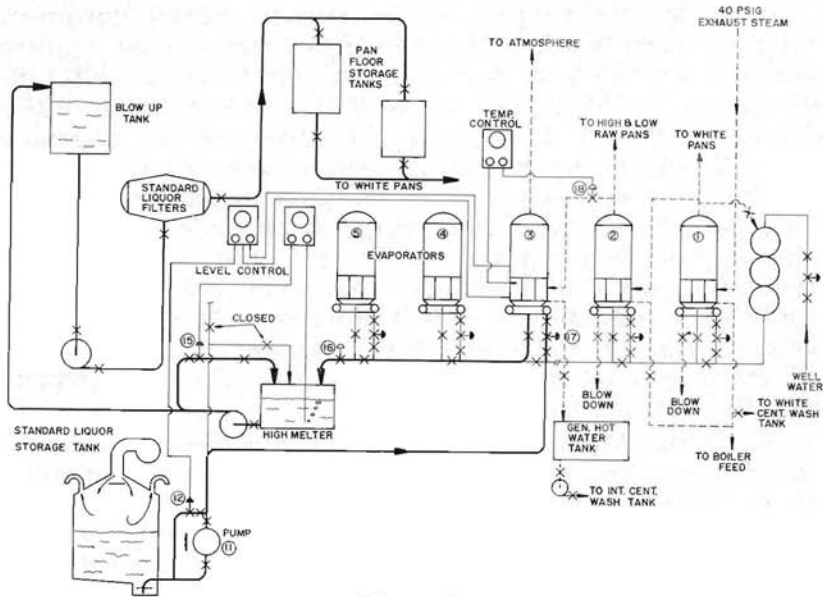 40 PSIG
EXHAUST STEAM
TO ATMOSPHERE
PAN
FLOOR
STORAGE
TANKS
BLOW UP
TANK
TEMP.
CONTROL
TO HIGH & LOW
RAW PANS
TO WHITE
PANS
TO WHITE PANS
STANDARD
LIQUOR
FILTERS
18
5
4
3
2
1
EVAPORATORS
LEVEL CONTROL
CLOSED
15
16
17
WELL
WATER
HIGH MELTER
BLOW
DOWN
BLOW
DOWN
TO WHITE
CENT. WASH
TANK
STANDARD LIQUOR
STORAGE TANK
GEN. HOT
WATER
TANK
TO BOILER
FEED
12
TO INT. CENT.
WASH TANK
PUMP
11